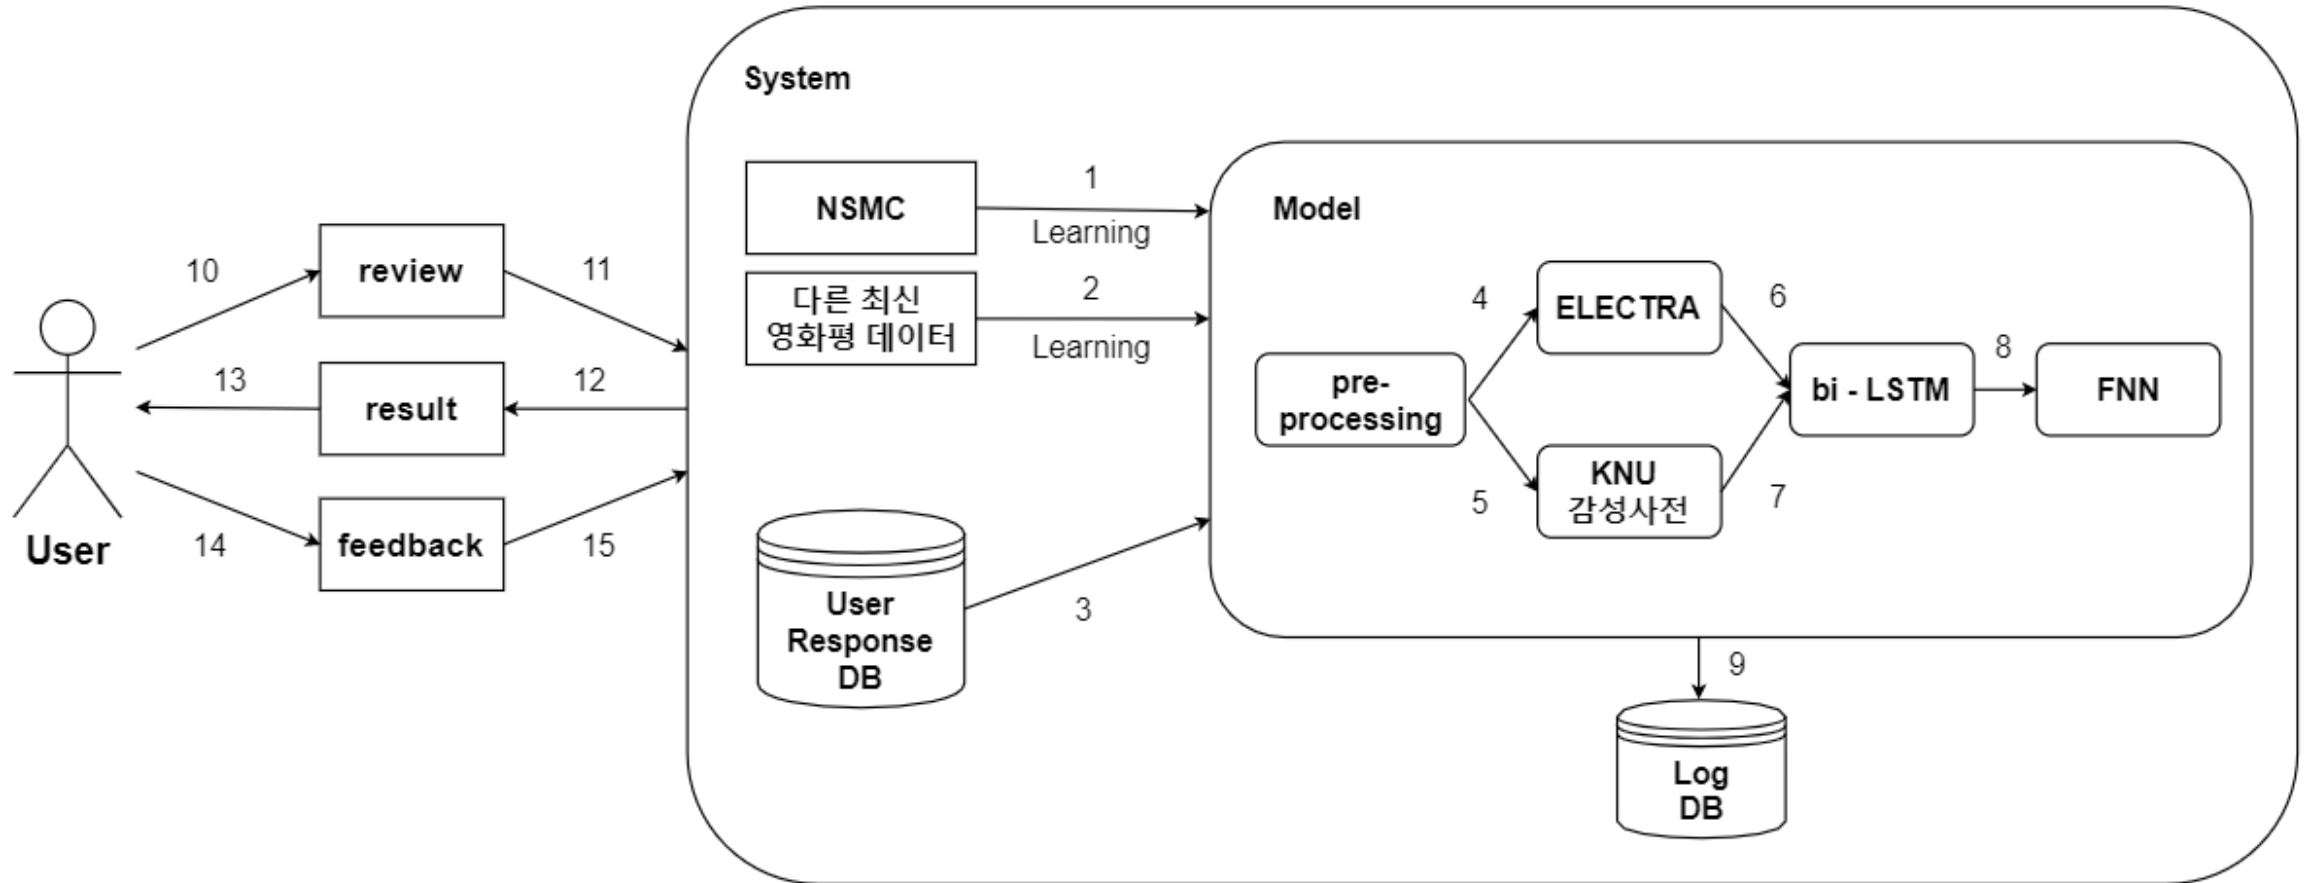 System
NSMC
1
Learning
Model
10
review
11
다른 최신
영화평 데이터
2
Learning
4
ELECTRA
6
13
result
12
pre-
processing
bi - LSTM
8
FNN
5
KNU
감성사전
7
User
14
feedback
15
User
Response
DB
3
9
Log
DB